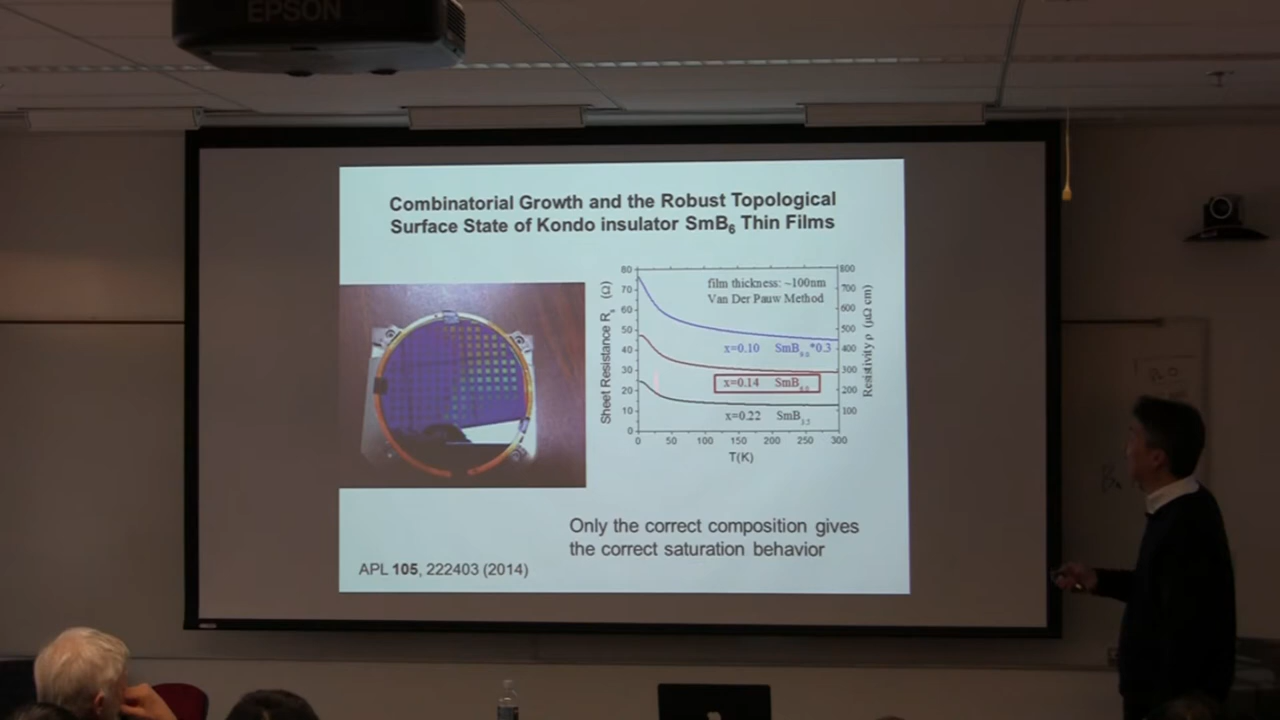 EPSON
Combinatorial Growth and the Robust Topological
Surface State of Kondo insulator SmB6 Thin Films
80
70
60
50
40
30
20
10
0
Sheet Resistance Rs (Ω)
film thickness: ~100nm
Van Der Pauw Method
x=0.10 *0.3
x=0.14
x=0.22
800
700
600
500
400
300
200
100
Resistivity ρ (μΩ cm)
0 50 100 150 200 250 300
T(K)
Only the correct composition gives
the correct saturation behavior
APL 105, 222403 (2014)